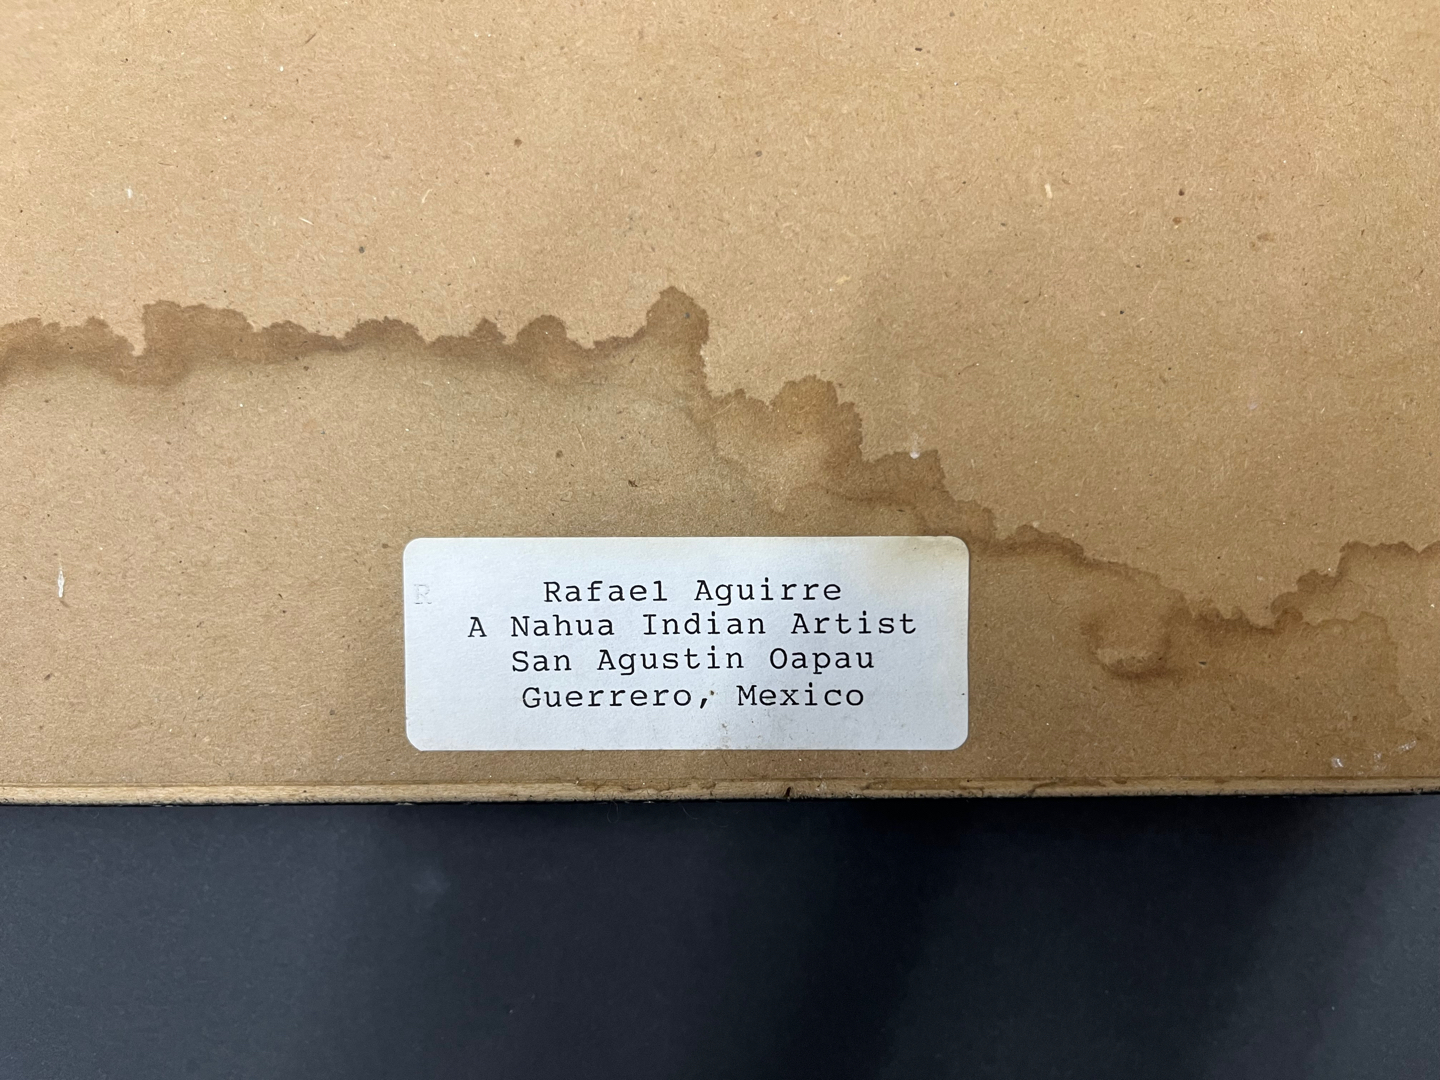 R
Rafael Aguirre
A Nahua Indian Artist
San Agustin Oapau
Guerrero, Mexico